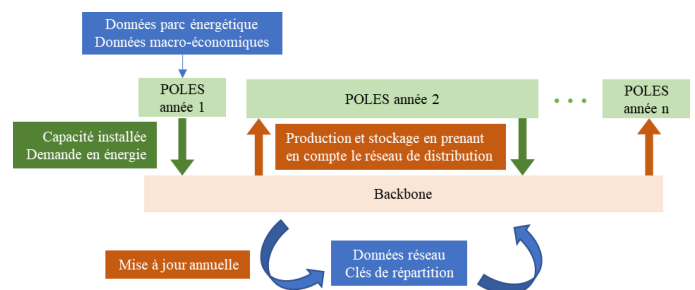 Données parc énergétique
Données macro-économiques
POLES
année 1
POLES année 2
. . .
POLES
année n
Capacité installée
Demande en énergie
Production et stockage en prenant
en compte le réseau de distribution
Backbone
Mise à jour annuelle
Données réseau
Clés de répartition